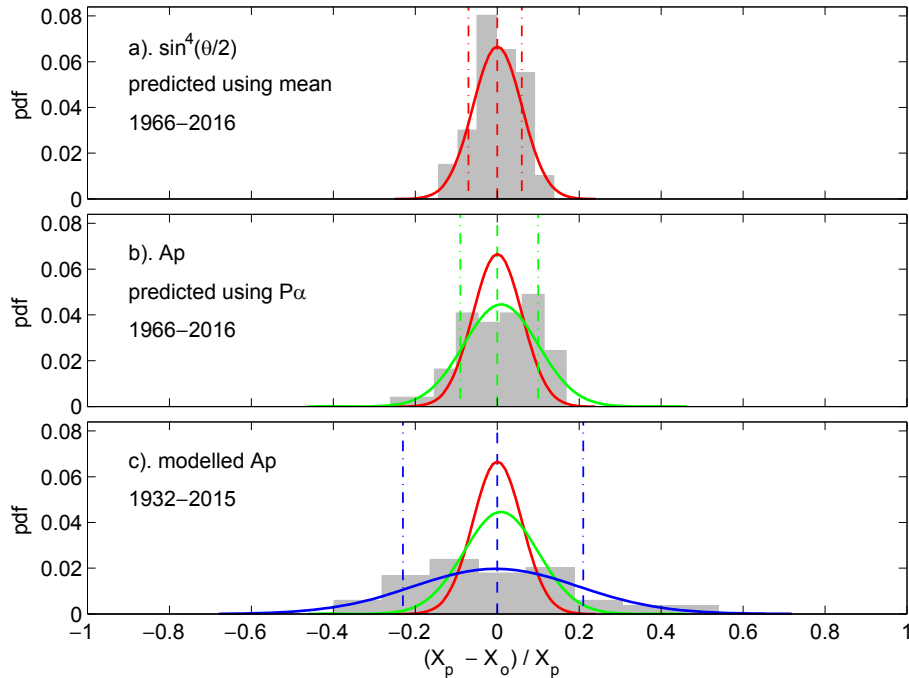 0.08
0.06
0.04
0.02
0
pdf
a). sin⁴(θ/2)
predicted using mean
1966−2016
0.08
0.06
0.04
0.02
0
pdf
b). Ap
predicted using Pα
1966−2016
0.08
0.06
0.04
0.02
0
pdf
c). modelled Ap
1932−2015
−1 −0.8 −0.6 −0.4 −0.2 0 0.2 0.4 0.6 0.8 1
(Xₚ − Xₒ) / Xₚ